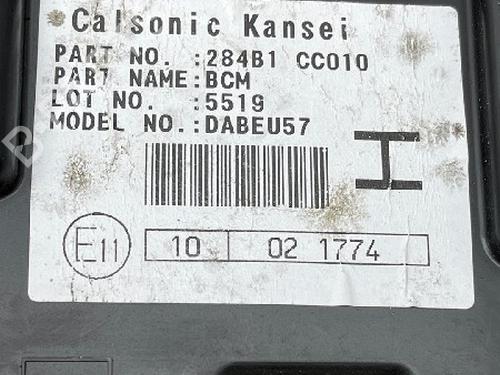 Calsonic Kansei
PART NO. :284B1 CC010
PART NAME:BCM
LOT NO. :5519
MODEL NO.:DABEU57
H
E11
10 02 1774